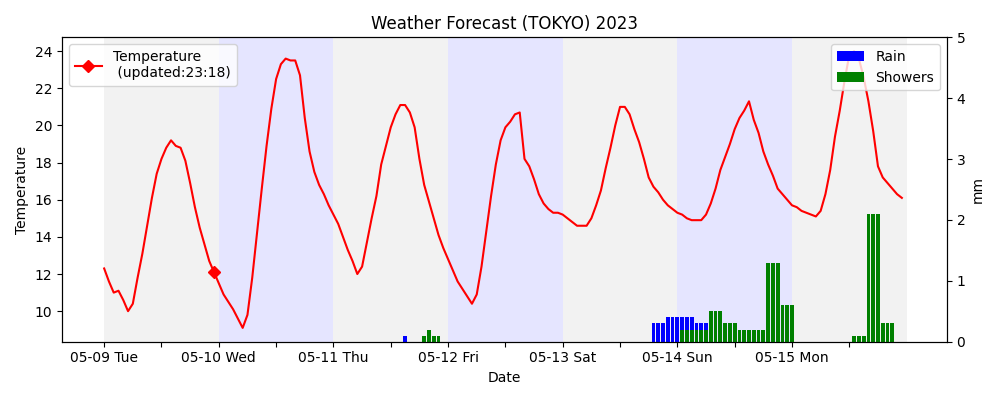 Weather Forecast (TOKYO) 2023
Temperature
(updated:23:18)
Rain
Showers
Temperature
24
22
20
18
16
14
12
10
5
4
3
2
1
0
mm
05-09 Tue
05-10 Wed
05-11 Thu
05-12 Fri
05-13 Sat
05-14 Sun
05-15 Mon
Date